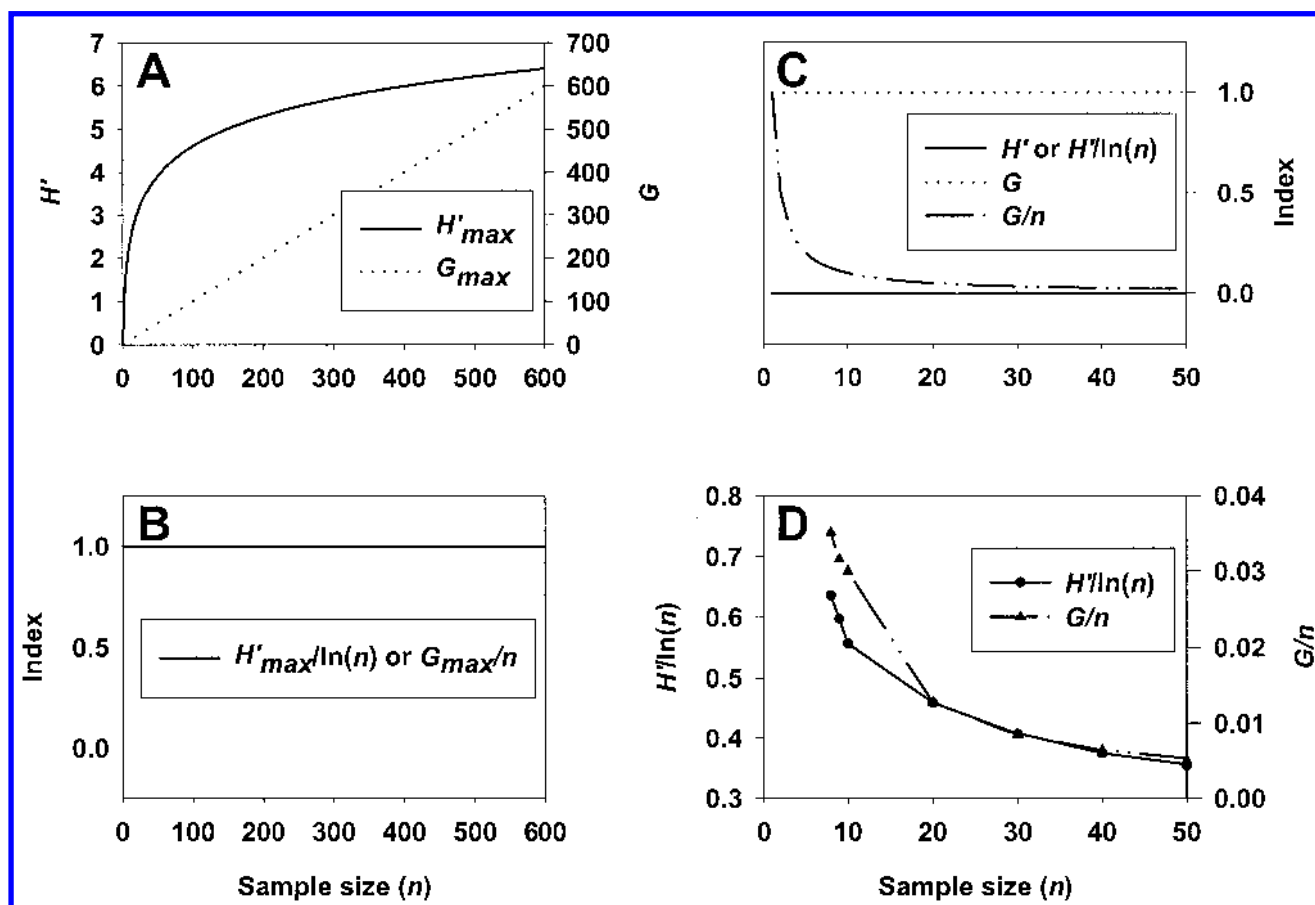 A
7
6
5
4
3
2
1
0
H'
700
600
500
400
300
200
100
0
G
H'max
Gmax
0 100 200 300 400 500 600
C
1.0
0.5
0.0
Index
H' or H'/ln(n)
G
G/n
0 10 20 30 40 50
B
1.0
0.5
0.0
Index
H'max/ln(n) or Gmax/n
0 100 200 300 400 500 600
Sample size (n)
D
0.8
0.7
0.6
0.5
0.4
0.3
H'/ln(n)
0.04
0.03
0.02
0.01
0.00
G/n
H'/ln(n)
G/n
0 10 20 30 40 50
Sample size (n)